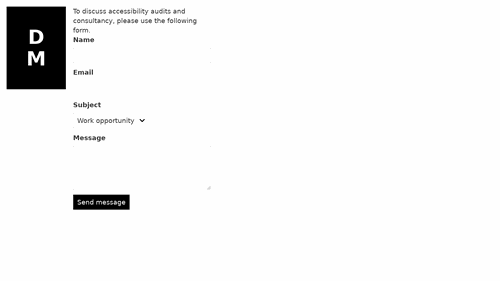 D
M
To discuss accessibility audits and
consultancy, please use the following
form.
Name
Email
Subject
Work opportunity
Message
Send message